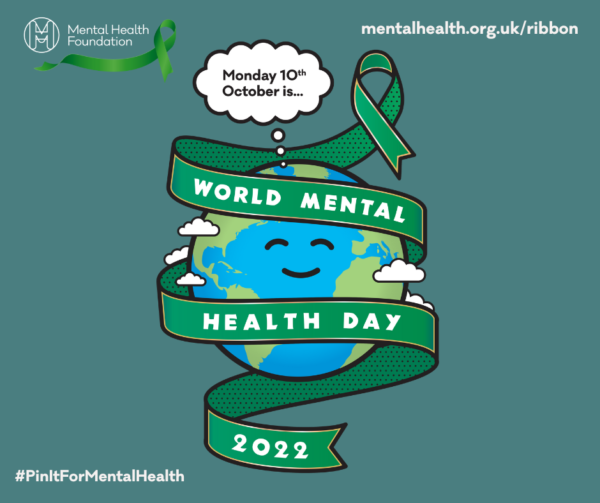 Mental Health
Foundation
mentalhealth.org.uk/ribbon
Monday 10th
October is...
WORLD MENTAL
HEALTH DAY
2022
#PinItForMentalHealth